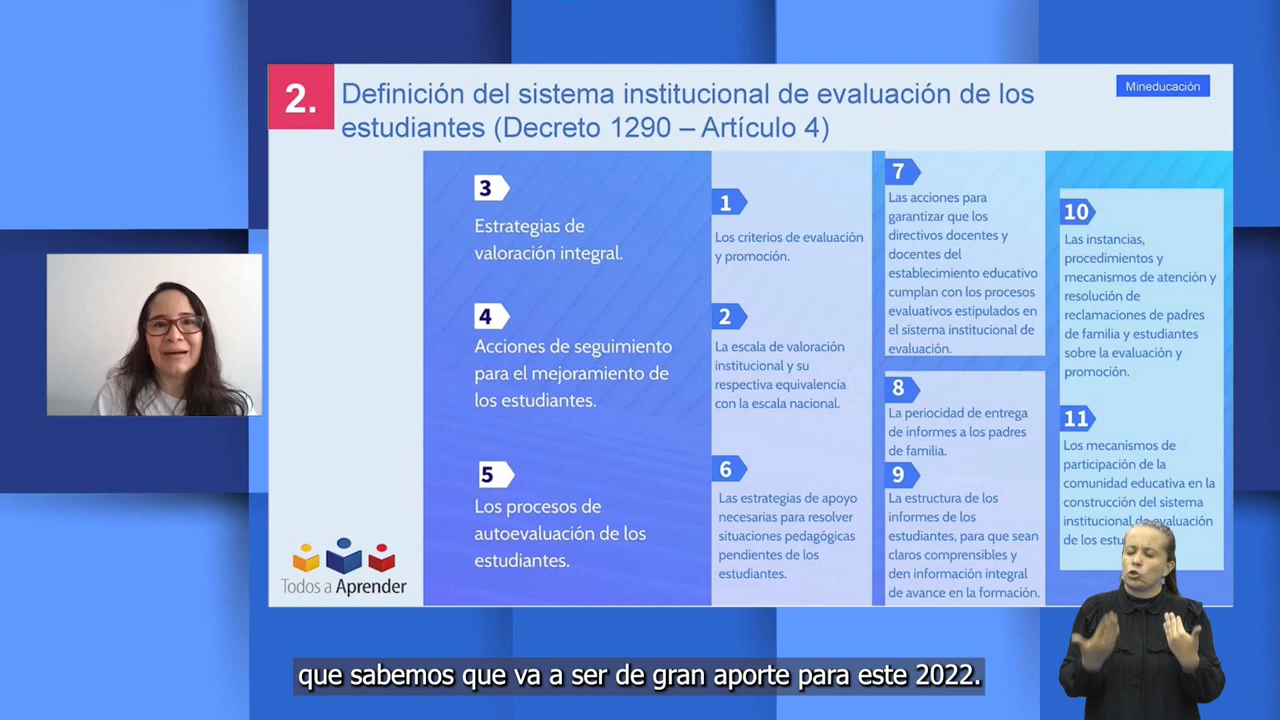 2.
Definición del sistema institucional de evaluación de los
estudiantes (Decreto 1290 – Artículo 4)
Mineducación
3
Estrategias de
valoración integral.
4
Acciones de seguimiento
para el mejoramiento de
los estudiantes.
5
Los procesos de
autoevaluación de los
estudiantes.
1
Los criterios de evaluación
y promoción.
2
La escala de valoración
institucional y su
respectiva equivalencia
con la escala nacional.
6
Las estrategias de apoyo
necesarias para resolver
situaciones pedagógicas
pendientes de los
estudiantes.
7
Las acciones para
garantizar que los
directivos docentes y
docentes del
establecimiento educativo
cumplan con los procesos
evaluativos estipulados en
el sistema institucional de
evaluación.
8
La periocidad de entrega
de informes a los padres
de familia.
9
La estructura de los
informes de los
estudiantes, para que sean
claros comprensibles y
den información integral
de avance en la formación.
10
Las instancias,
procedimientos y
mecanismos de atención y
resolución de
reclamaciones de padres
de familia y estudiantes
sobre la evaluación y
promoción.
11
Los mecanismos de
participación de la
comunidad educativa en la
construcción del sistema
institucional de evaluación
de los
Todos a Aprender
que sabemos que va a ser de gran aporte para este 2022.